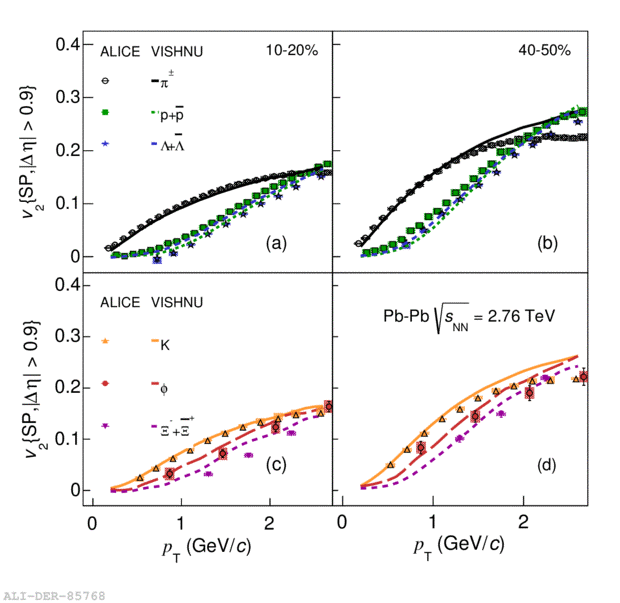 0.4
ALICE VISHNU 10-20%
π±
0.3
p+p̅
0.2
Λ+Λ̅
0.1
(a)
0
v₂{SP,|Δη| > 0.9}
40-50%
(b)
0.4
ALICE VISHNU
K
0.3
ϕ
0.2
Ξ⁻+Ξ̅⁺
0.1
(c)
0
v₂{SP,|Δη| > 0.9}
Pb-Pb √sNN = 2.76 TeV
(d)
0 1 2
0 1 2
pT (GeV/c)
pT (GeV/c)
ALI-DER-85768